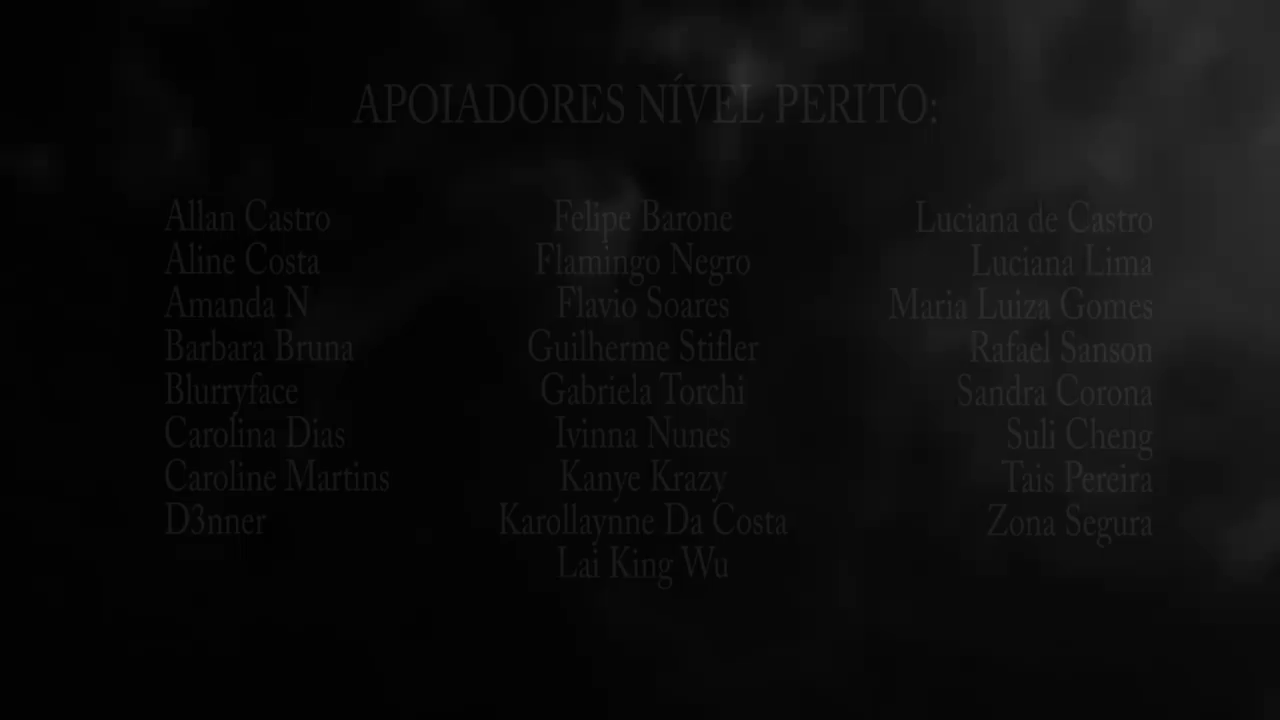 APOIADORES NÍVEL PERITO:
Allan Castro
Aline Costa
Amanda N
Barbara Bruna
Blurryface
Carolina Dias
Caroline Martins
D3nner
Felipe Barone
Flamingo Negro
Flavio Soares
Guilherme Stifler
Gabriela Torchi
Ivinna Nunes
Kanye Krazy
Karollaynne Da Costa
Lai King Wu
Luciana de Castro
Luciana Lima
Maria Luiza Gomes
Rafael Sanson
Sandra Corona
Suli Cheng
Tais Pereira
Zona Segura